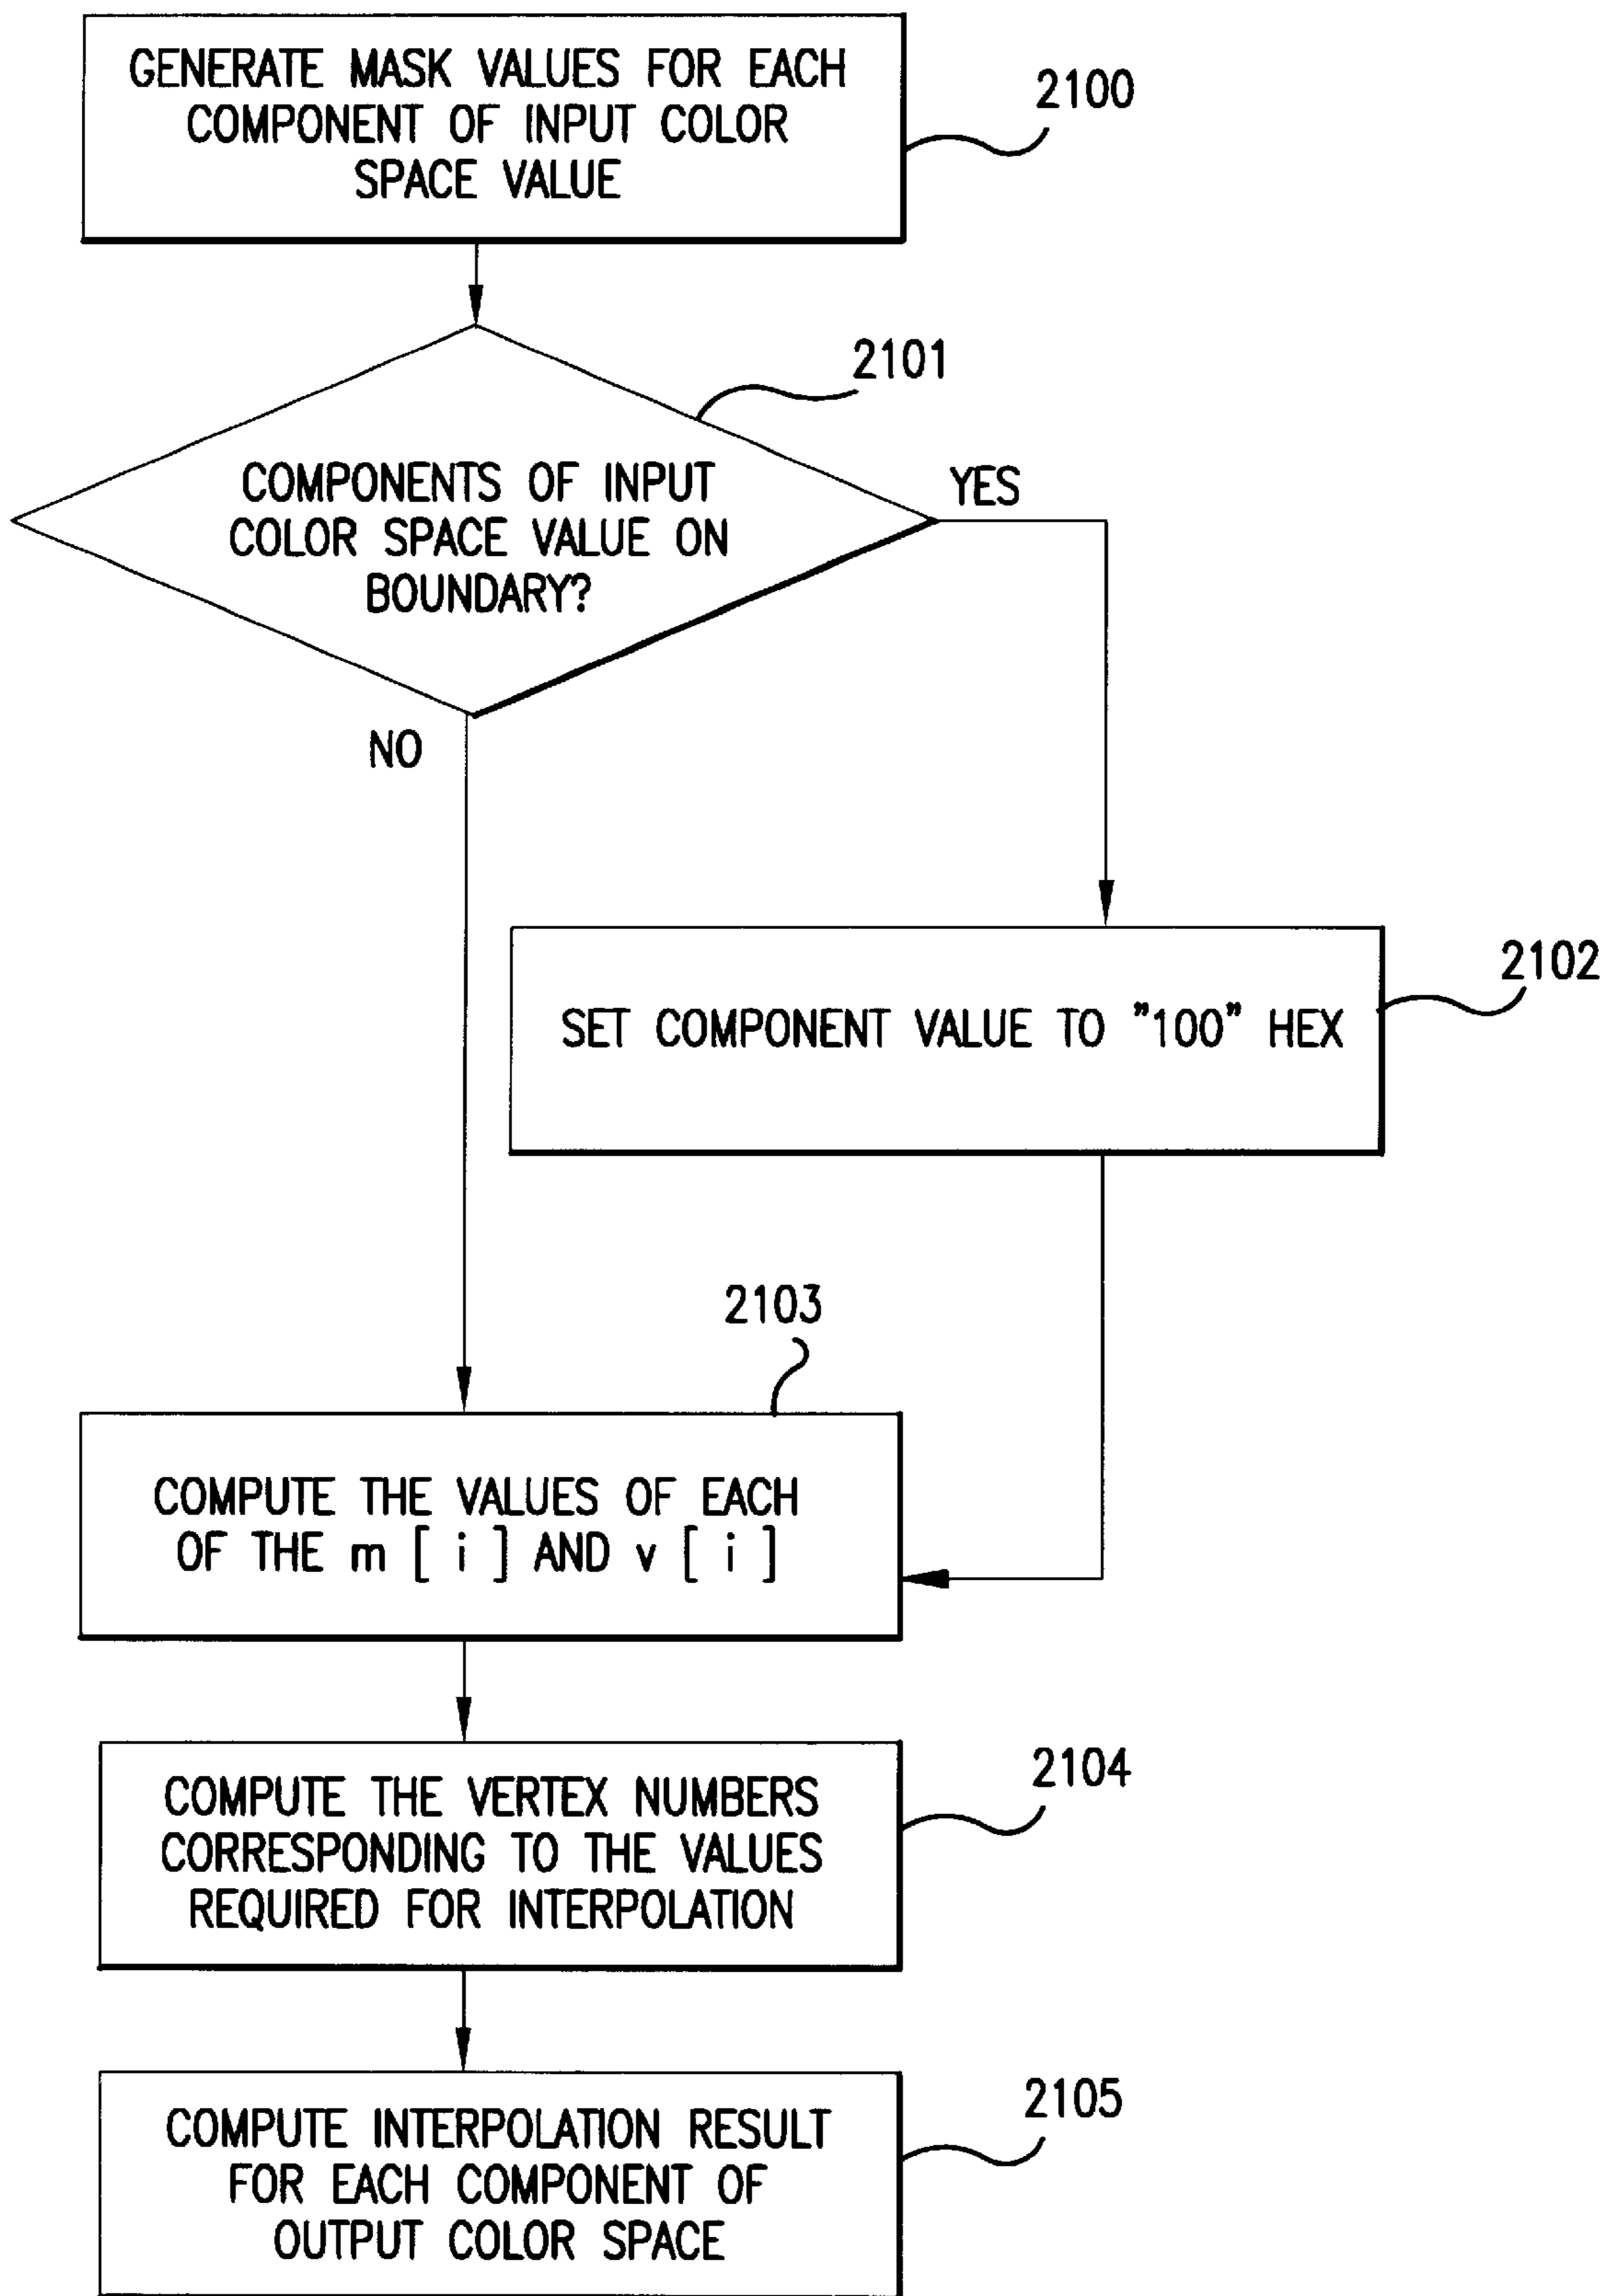 GENERATE MASK VALUES FOR EACH
COMPONENT OF INPUT COLOR
SPACE VALUE
2100
2101
COMPONENTS OF INPUT
COLOR SPACE VALUE ON
BOUNDARY?
YES
NO
2102
SET COMPONENT VALUE TO "100" HEX
2103
COMPUTE THE VALUES OF EACH
OF THE m [ i ] AND v [ i ]
2104
COMPUTE THE VERTEX NUMBERS
CORRESPONDING TO THE VALUES
REQUIRED FOR INTERPOLATION
2105
COMPUTE INTERPOLATION RESULT
FOR EACH COMPONENT OF
OUTPUT COLOR SPACE